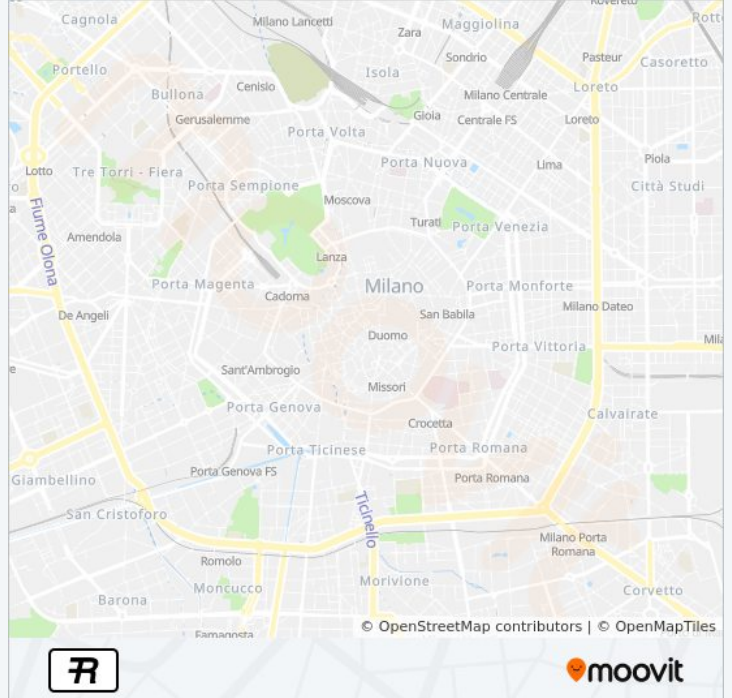 Cagnola
Milano Lancetti
Zara
Maggiolina
Rovereto
Sondrio
Pasteur
Casoretto
Portello
Isola
Cenisio
Bullona
Milano Centrale
Loreto
Gerusalemme
Gioia
Centrale FS
Loreto
Porta Volta
Lotto
Tre Torri - Fiera
Porta Nuova
Lima
Piola
Porta Sempione
Città Studi
Moscova
Fiume Olona
Turati
Porta Venezia
Amendola
Lanza
Porta Magenta
Cadorna
Milano
Porta Monforte
De Angeli
San Babila
Milano Dateo
Duomo
Porta Vittoria
Sant'Ambrogio
Missori
Porta Genova
Crocetta
Calvairate
Porta Ticinese
Porta Romana
Giambellino
Porta Genova FS
Porta Romana
San Cristoforo
Ticinello
Milano Porta
Romana
Romolo
Moncucco
Morivione
Corvetto
Barona
Famagosta
© OpenStreetMap contributors | © OpenMapTiles
R
moovit